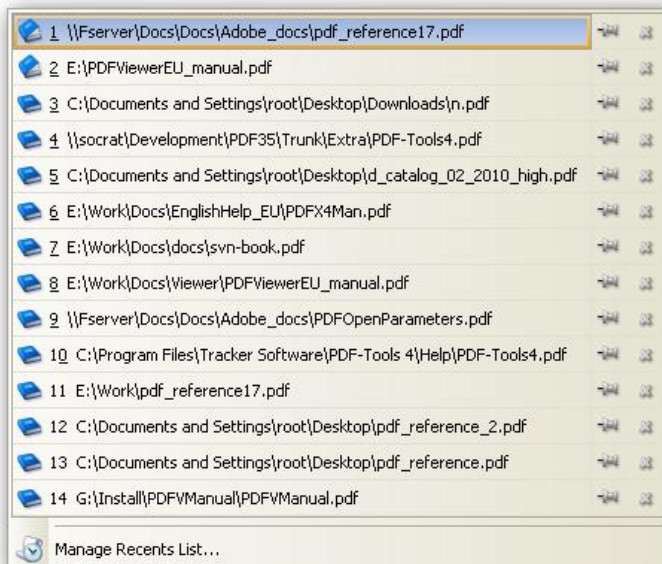 1 \\Fserver\Docs\Docs\Adobe_docs\pdf_reference17.pdf
2 E:\PDFViewerEU_manual.pdf
3 C:\Documents and Settings\root\Desktop\Downloads\n.pdf
4 \\socrat\Development\PDF35\Trunk\Extra\PDF-Tools4.pdf
5 C:\Documents and Settings\root\Desktop\d_catalog_02_2010_high.pdf
6 E:\Work\Docs\EnglishHelp_EU\PDFX4Man.pdf
7 E:\Work\Docs\docs\svn-book.pdf
8 E:\Work\Docs\Viewer\PDFViewerEU_manual.pdf
9 \\Fserver\Docs\Docs\Adobe_docs\PDFOpenParameters.pdf
10 C:\Program Files\Tracker Software\PDF-Tools 4\Help\PDF-Tools4.pdf
11 E:\Work\pdf_reference17.pdf
12 C:\Documents and Settings\root\Desktop\pdf_reference_2.pdf
13 C:\Documents and Settings\root\Desktop\pdf_reference.pdf
14 G:\Install\PDFVManual\PDFVManual.pdf
Manage Recents List...